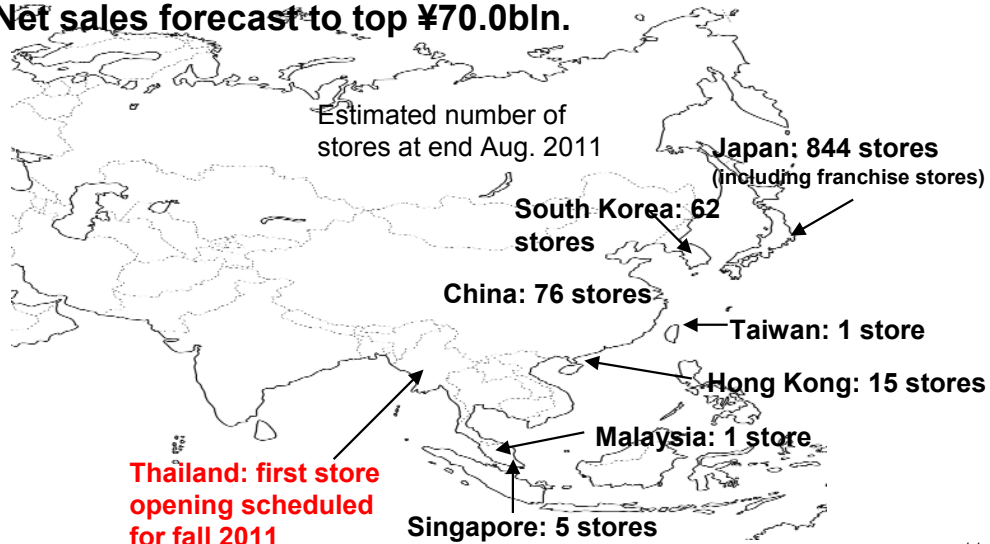 Net sales forecast to top ¥70.0bln.
Estimated number of
stores at end Aug. 2011
Japan: 844 stores
(including franchise stores)
South Korea: 62
stores
China: 76 stores
Taiwan: 1 store
Hong Kong: 15 stores
Malaysia: 1 store
Thailand: first store
opening scheduled
for fall 2011
Singapore: 5 stores